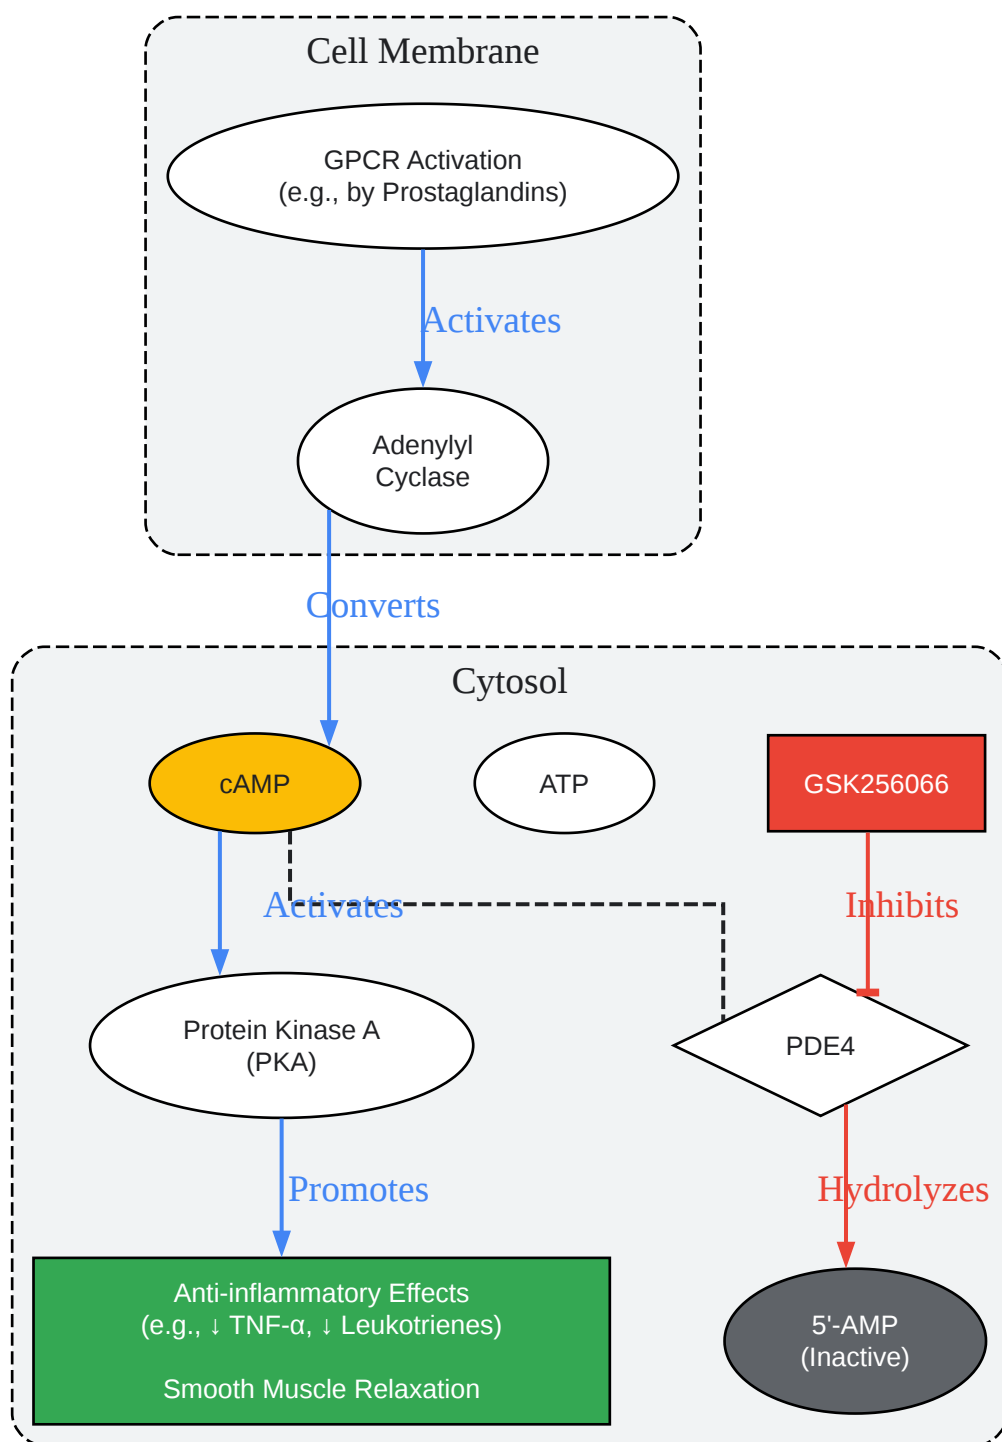 Cell Membrane
GPCR Activation
(e.g., by Prostaglandins)
Activates
Adenylyl
Cyclase
Converts
Cytosol
cAMP
ATP
GSK256066
Activates
Inhibits
Protein Kinase A
(PKA)
PDE4
Promotes
Hydrolyzes
Anti-inflammatory Effects
(e.g., ↓ TNF-α, ↓ Leukotrienes)
Smooth Muscle Relaxation
5'-AMP
(Inactive)